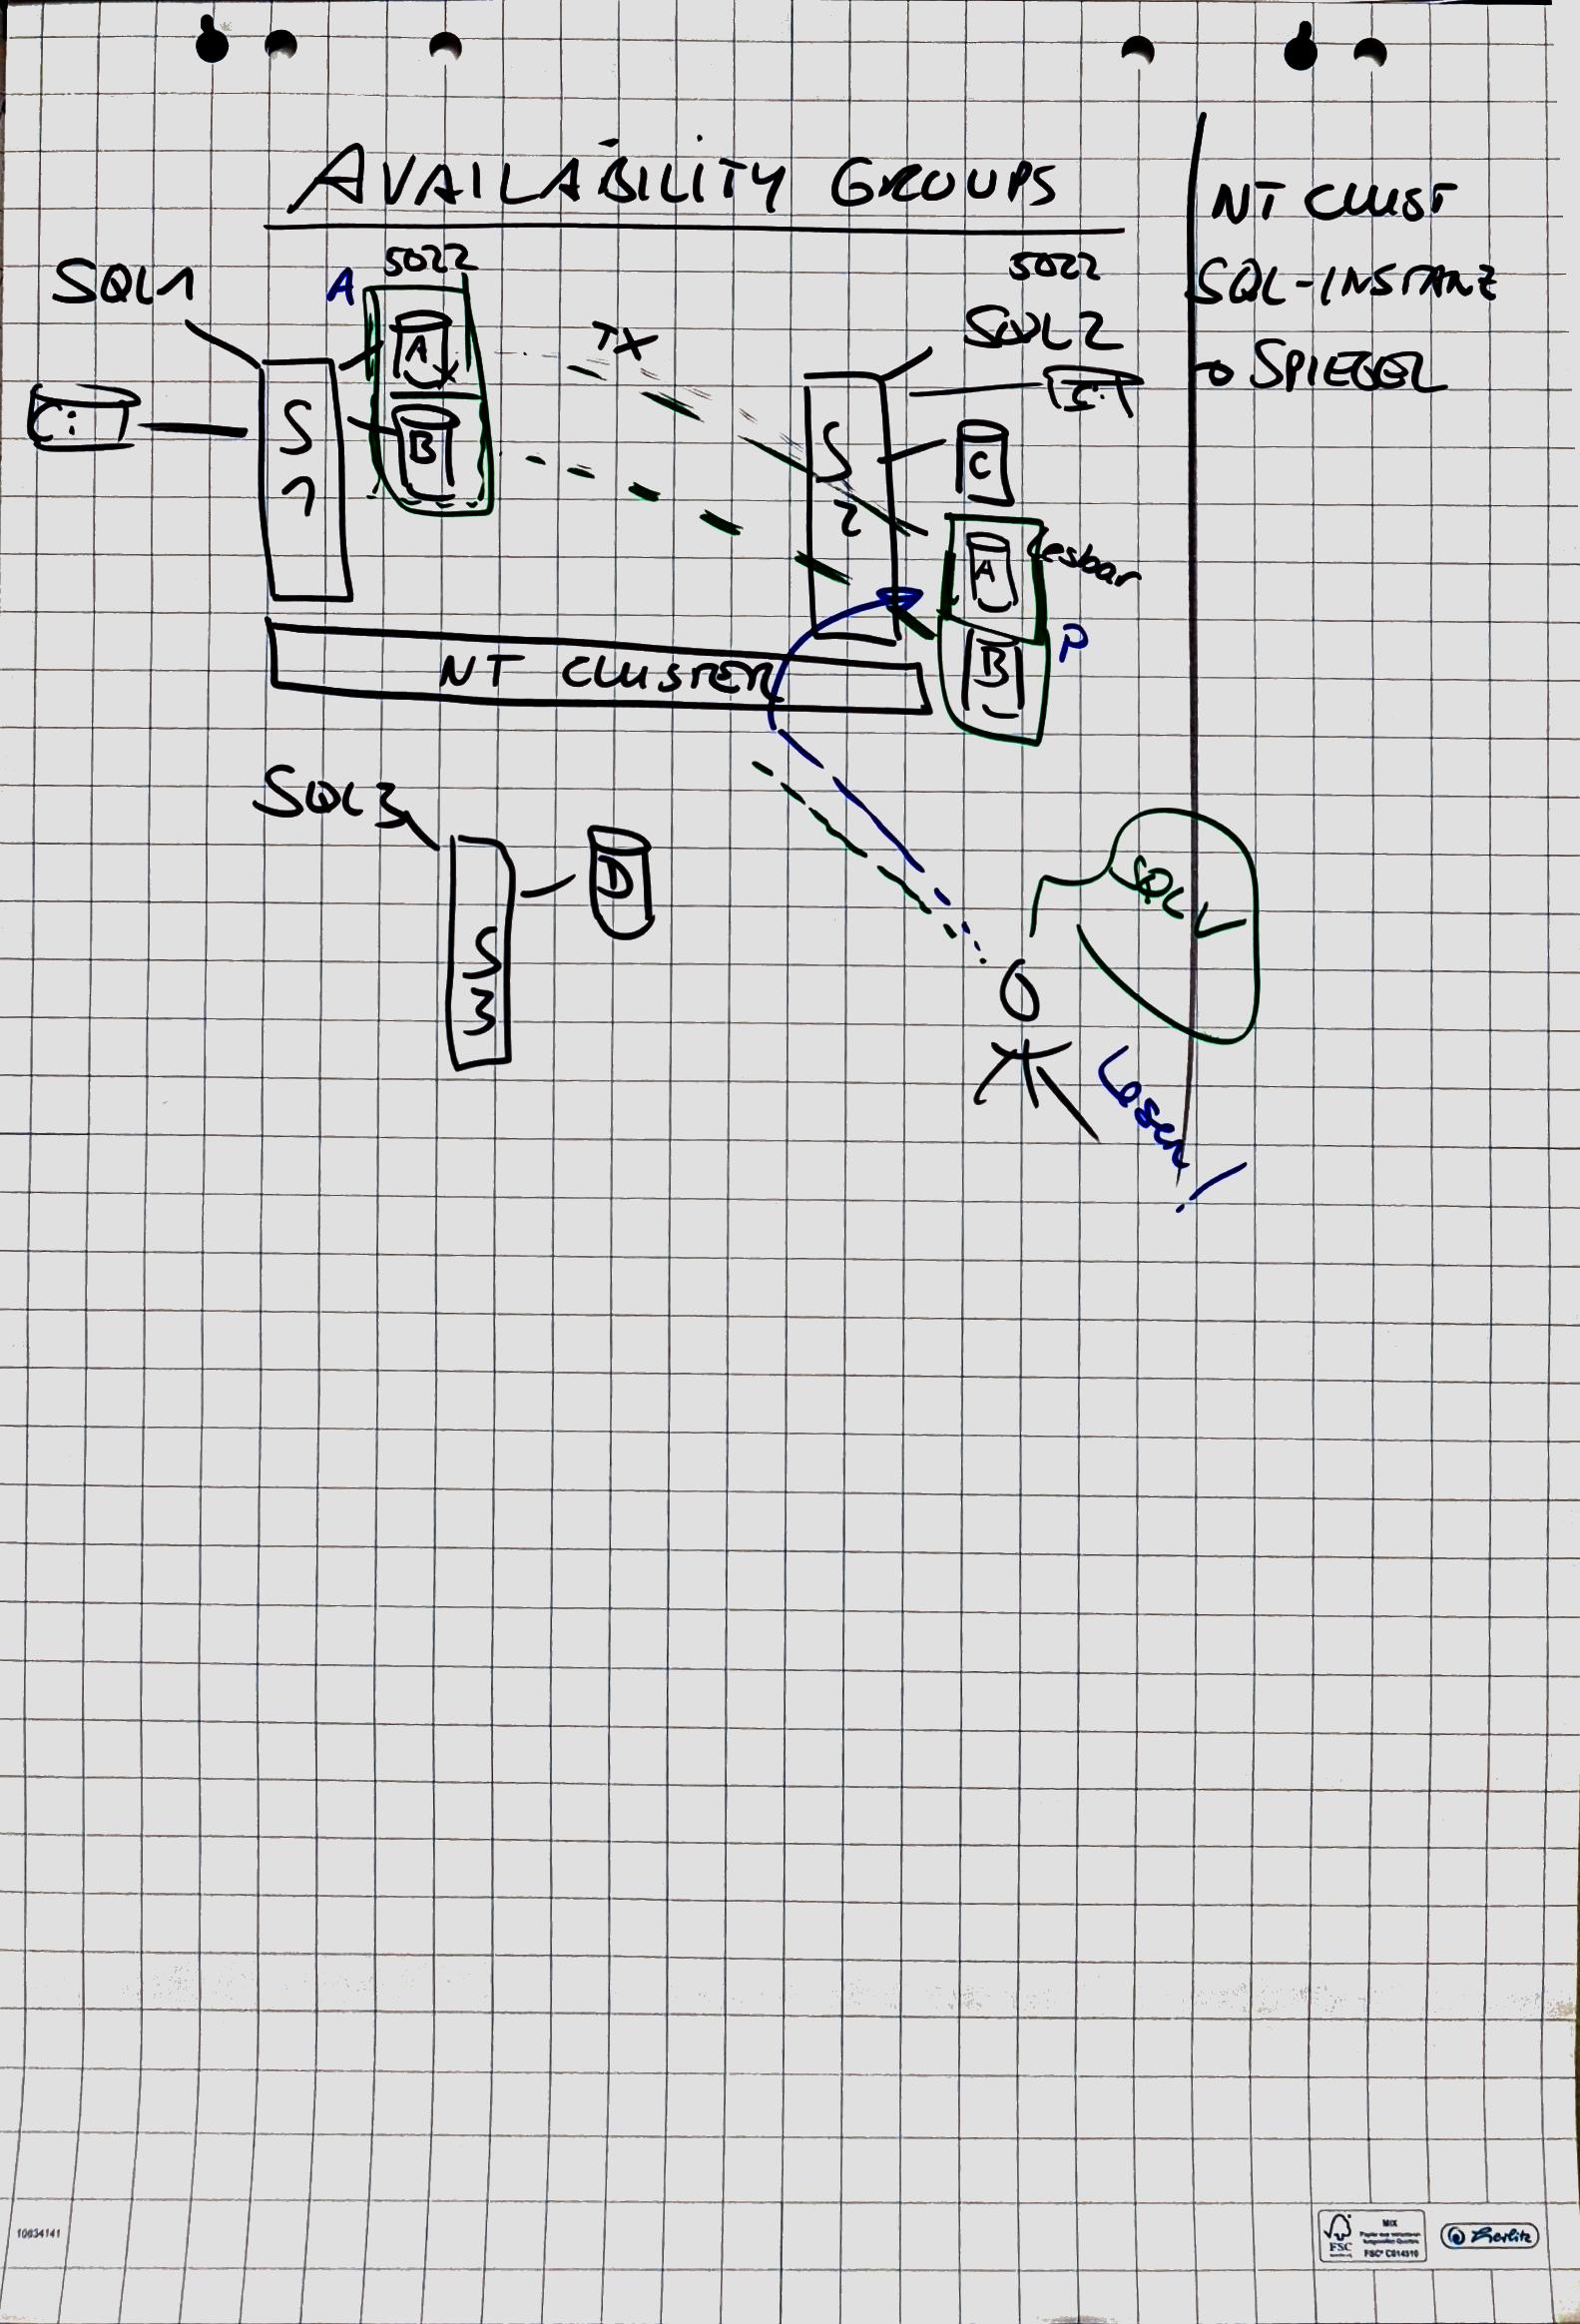 AVAILABILITY GROUPS
NT CLUST
SQL-INSTANZ
SPIEGEL
5022
5022
SQL1
A
TX
SQL2
A
C:
B
S
1
S
2
C
A
lesbar
B
P
NT CLUSTER
SQL3
D
S
3
SQL
Lesen!
10634141
FSC
MIX
FSC® C014310
Herlitz